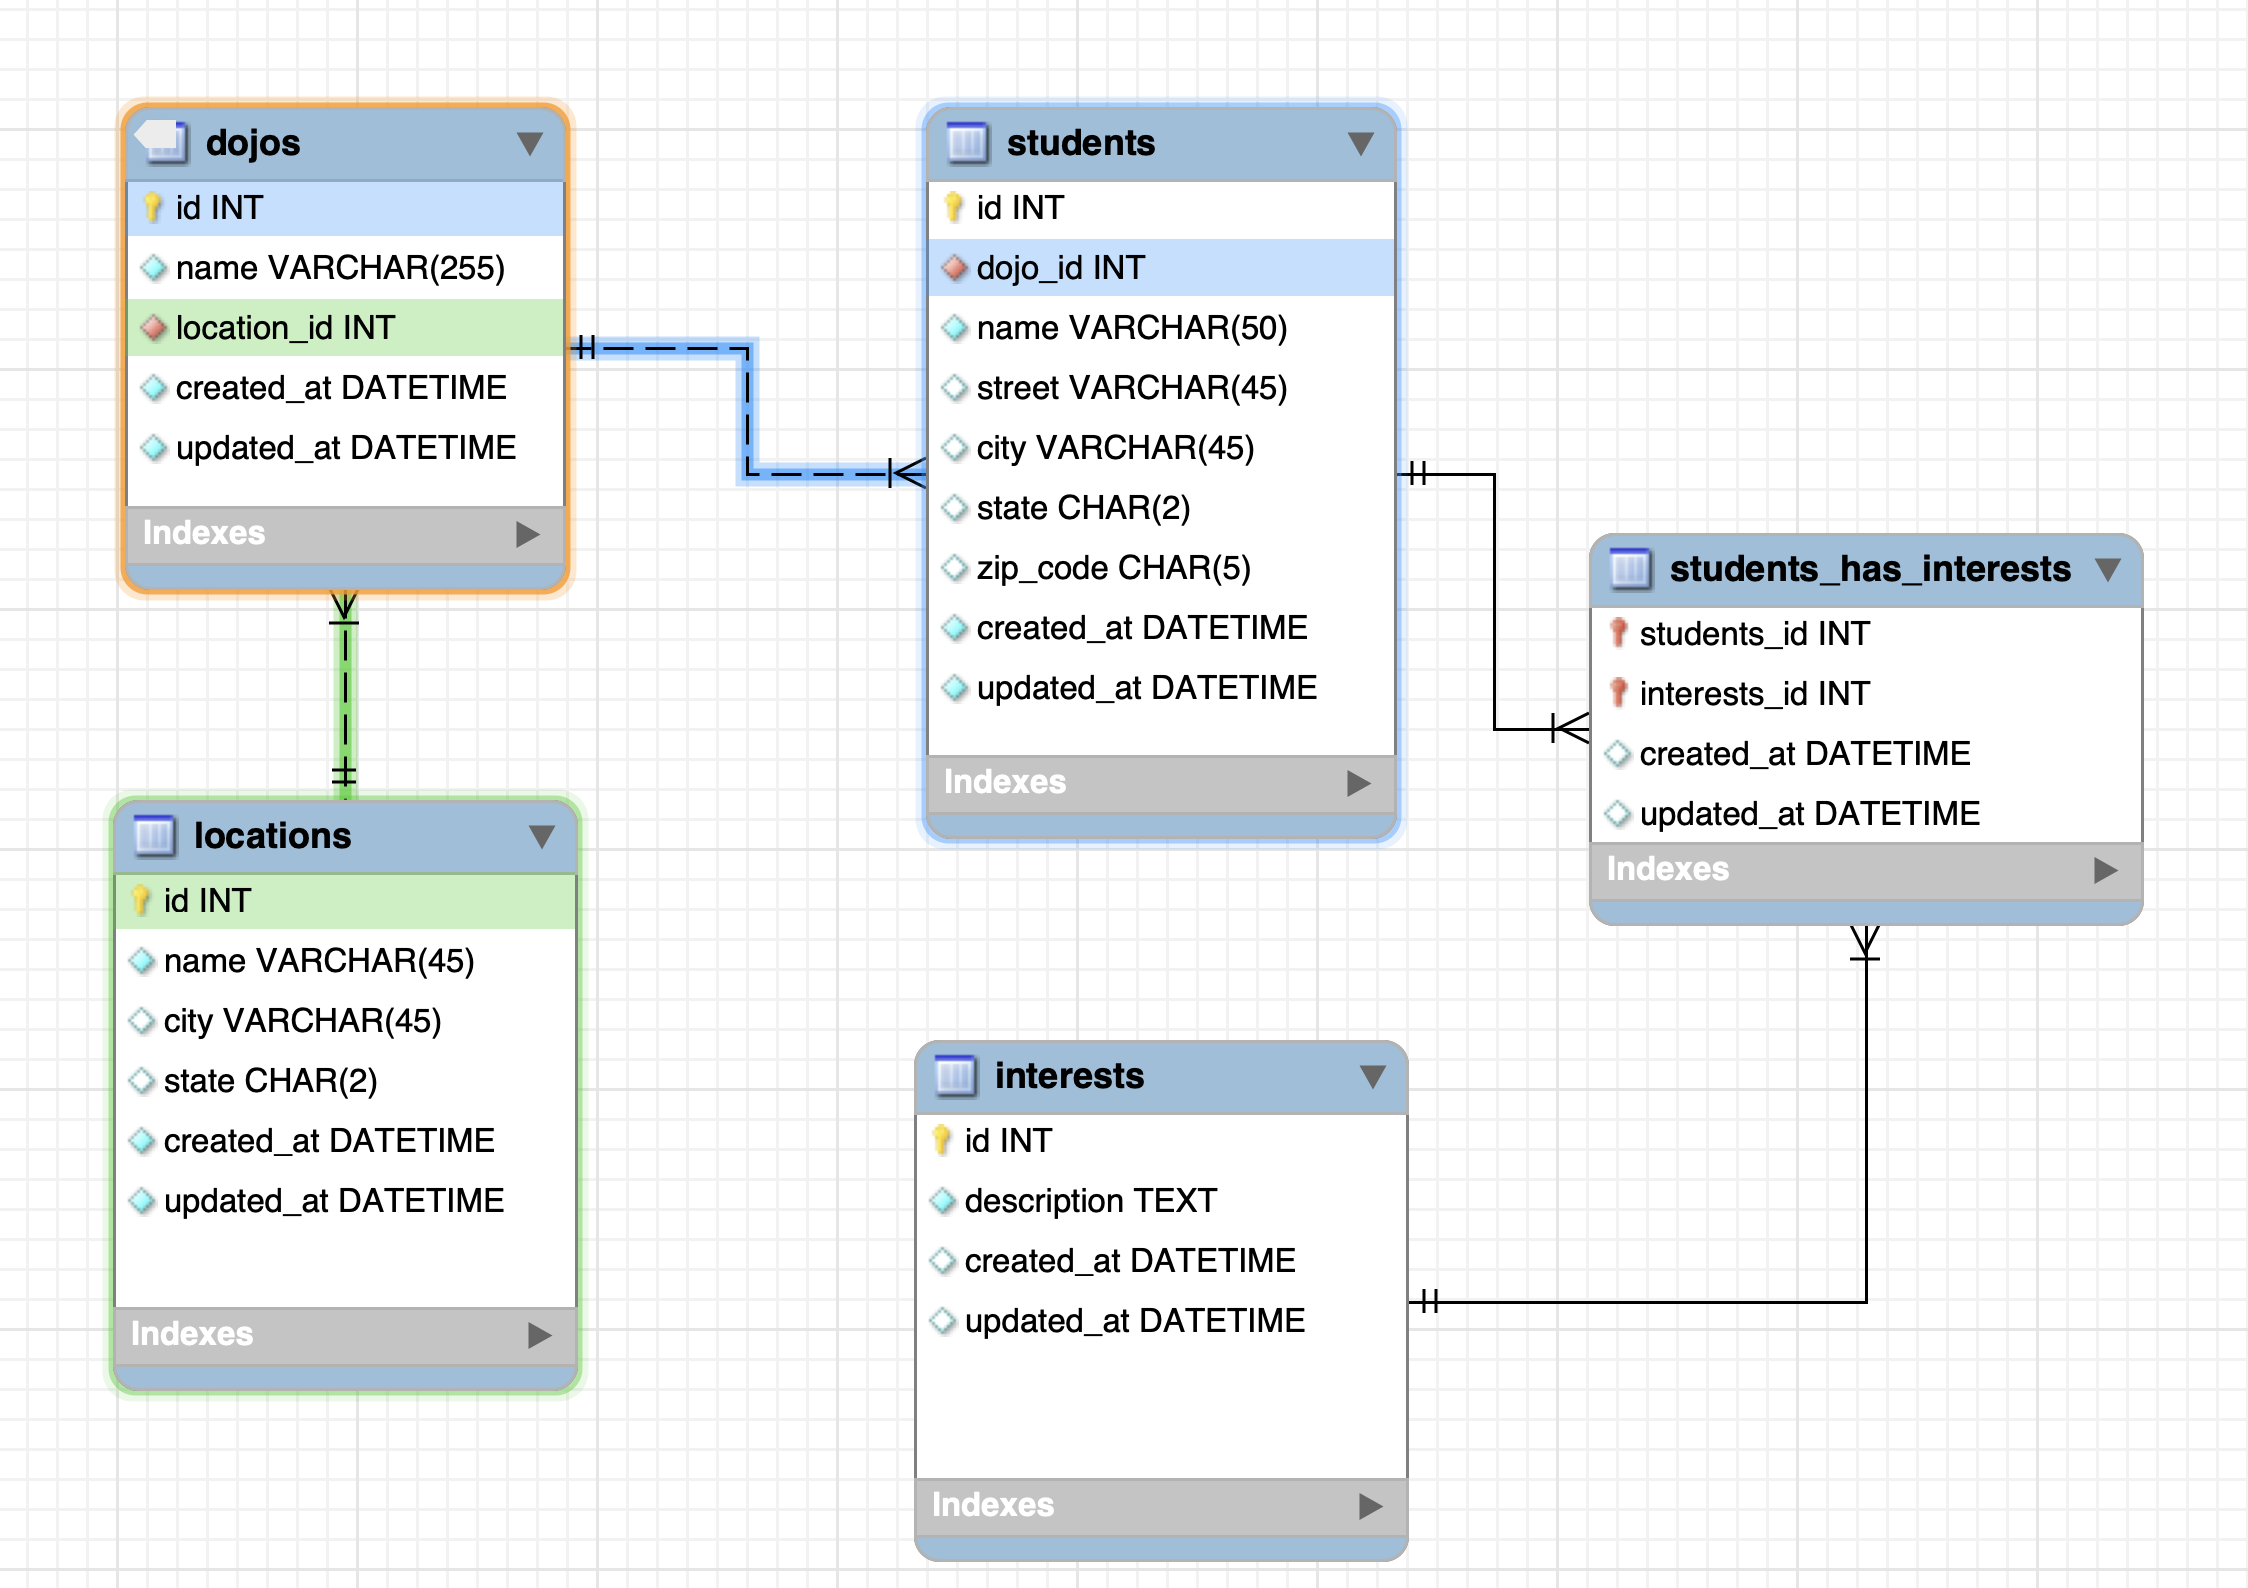 dojos
id INT
name VARCHAR(255)
location_id INT
created_at DATETIME
updated_at DATETIME
Indexes
students
id INT
dojo_id INT
name VARCHAR(50)
street VARCHAR(45)
city VARCHAR(45)
state CHAR(2)
zip_code CHAR(5)
created_at DATETIME
updated_at DATETIME
Indexes
students_has_interests
students_id INT
interests_id INT
created_at DATETIME
updated_at DATETIME
Indexes
locations
id INT
name VARCHAR(45)
city VARCHAR(45)
state CHAR(2)
created_at DATETIME
updated_at DATETIME
Indexes
interests
id INT
description TEXT
created_at DATETIME
updated_at DATETIME
Indexes